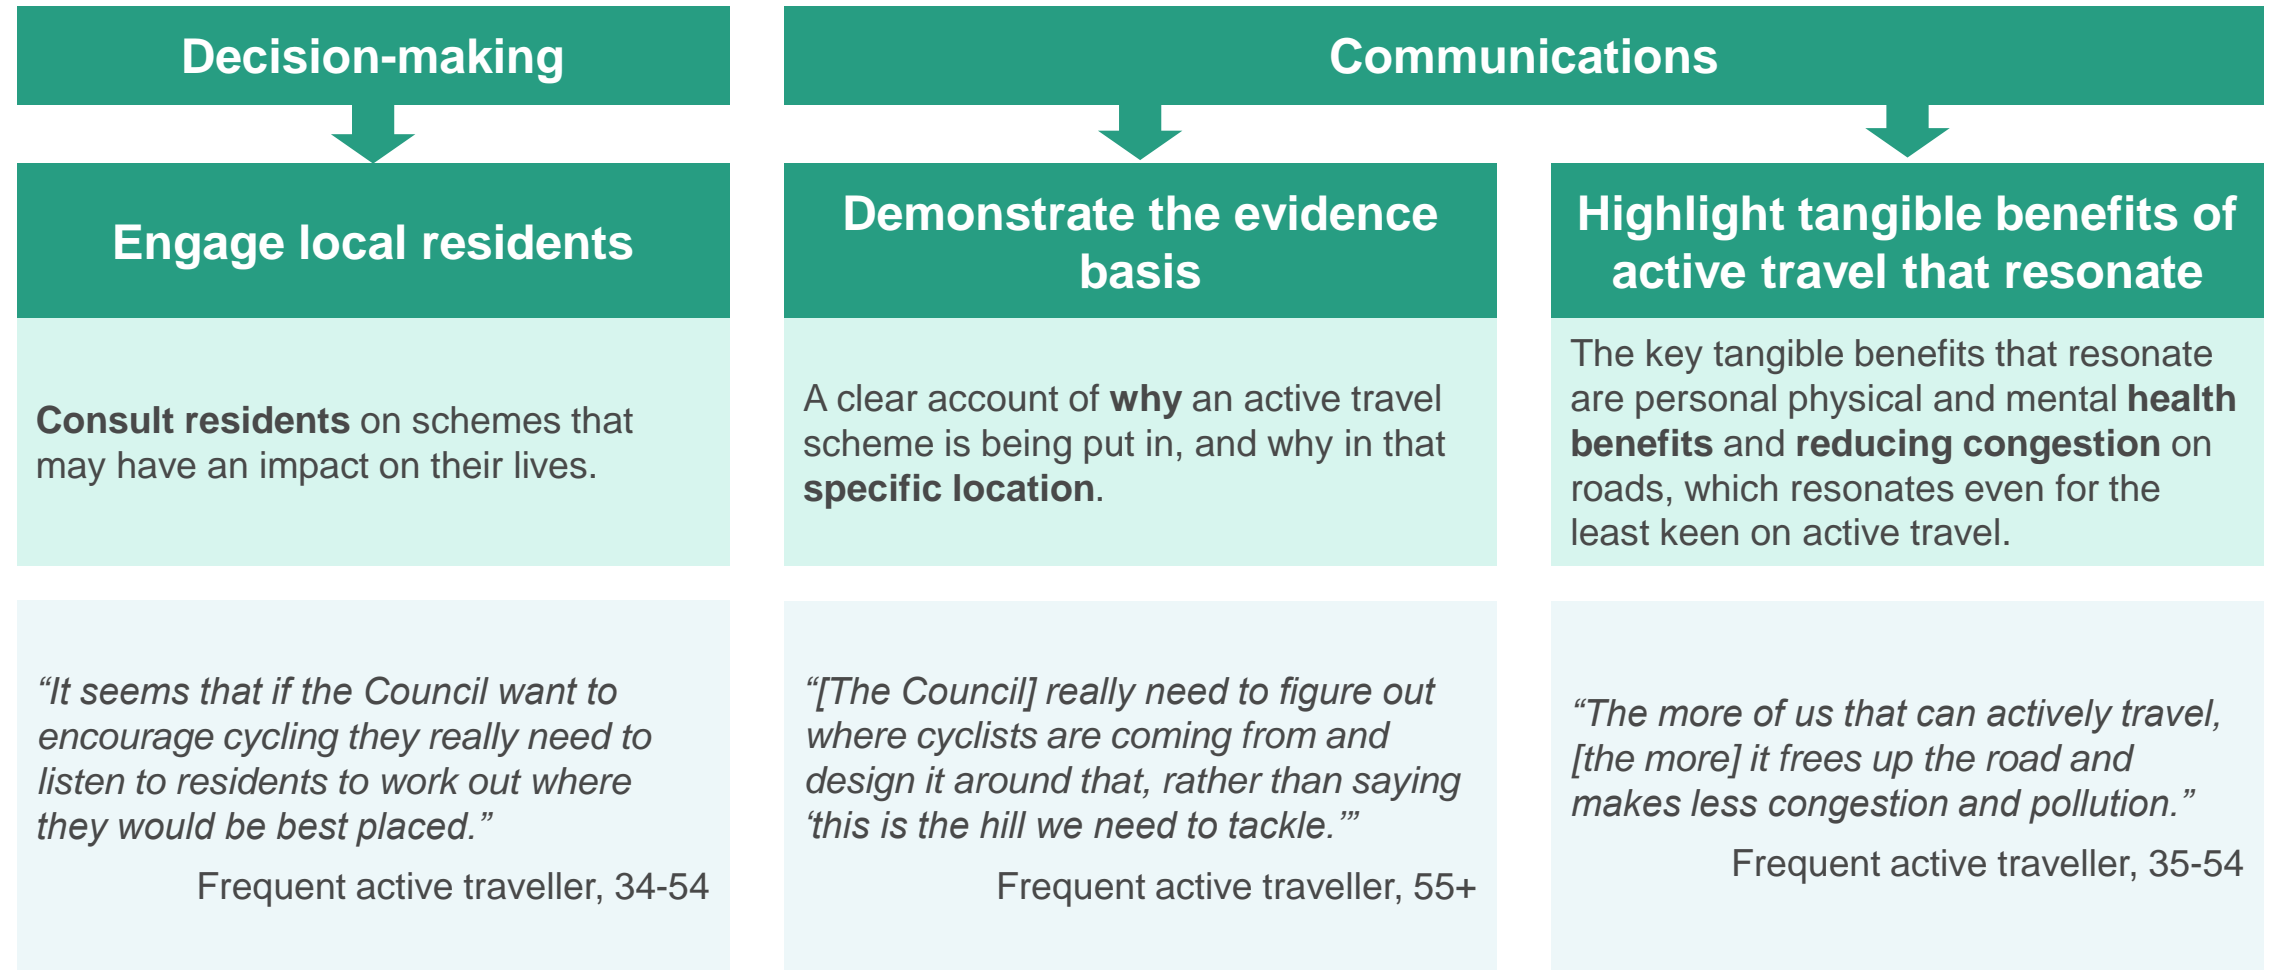 Decision-making
Communications
Engage local residents
Demonstrate the evidence
basis
Highlight tangible benefits of
active travel that resonate
Consult residents on schemes that
may have an impact on their lives.
A clear account of why an active travel
scheme is being put in, and why in that
specific location.
The key tangible benefits that resonate
are personal physical and mental health
benefits and reducing congestion on
roads, which resonates even for the
least keen on active travel.
“It seems that if the Council want to
encourage cycling they really need to
listen to residents to work out where
they would be best placed.”
Frequent active traveller, 34-54
“[The Council] really need to figure out
where cyclists are coming from and
design it around that, rather than saying
‘this is the hill we need to tackle.’”
Frequent active traveller, 55+
“The more of us that can actively travel,
[the more] it frees up the road and
makes less congestion and pollution.”
Frequent active traveller, 35-54